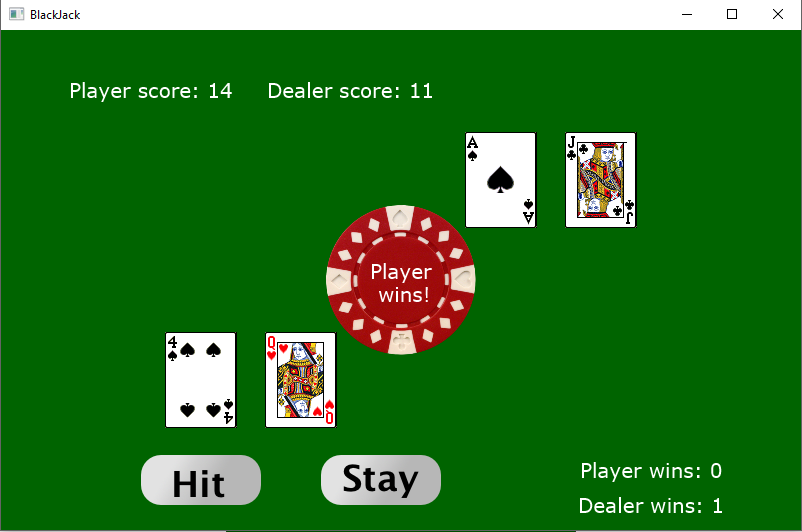 BlackJack
Player score: 14
Dealer score: 11
A
A
J
J
Player
wins!
4
4
Q
Q
Hit
Stay
Player wins: 0
Dealer wins: 1